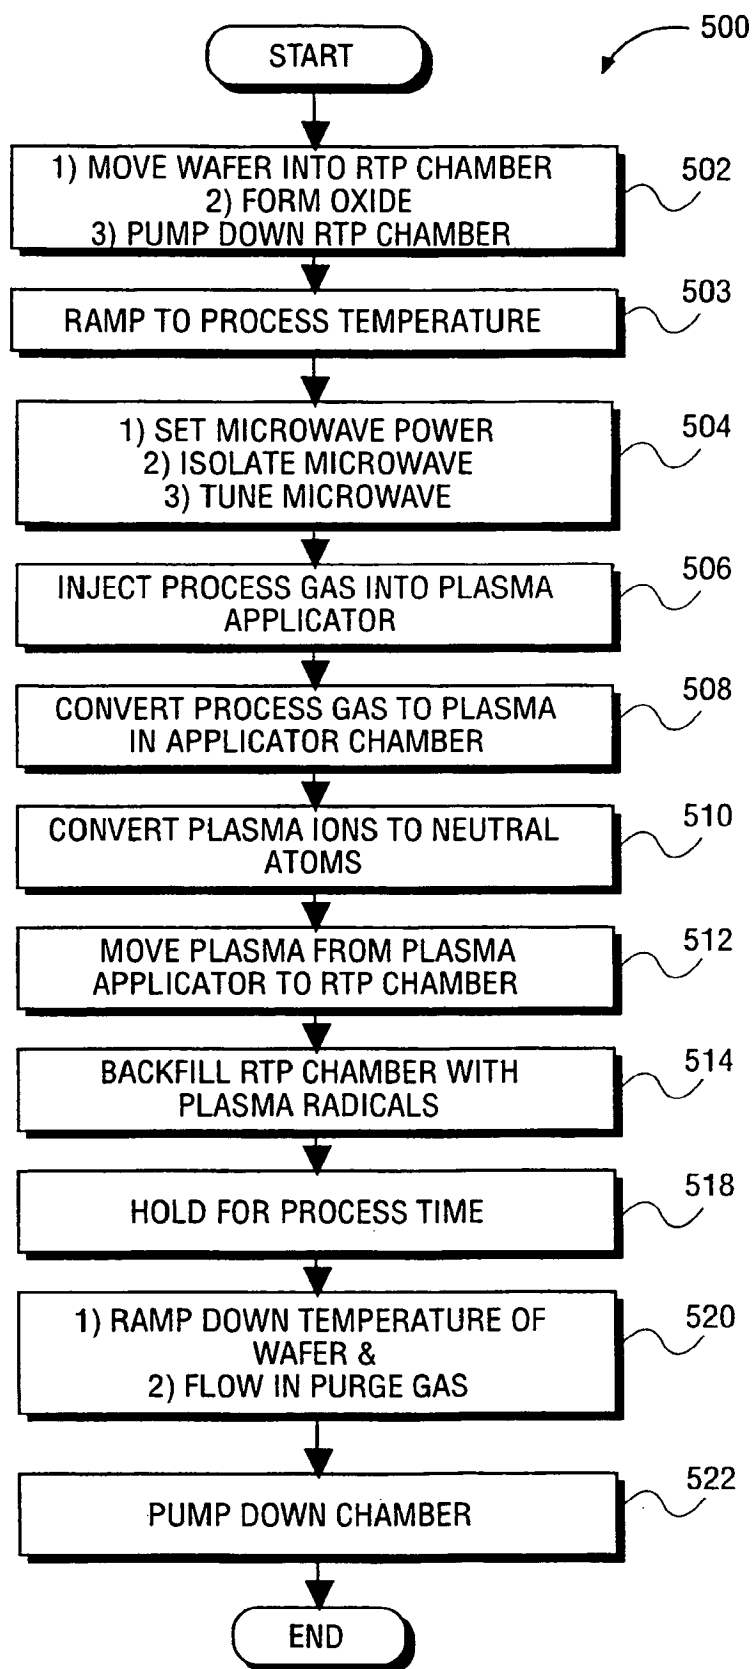 START
500
1) MOVE WAFER INTO RTP CHAMBER
2) FORM OXIDE
3) PUMP DOWN RTP CHAMBER
502
RAMP TO PROCESS TEMPERATURE
503
1) SET MICROWAVE POWER
2) ISOLATE MICROWAVE
3) TUNE MICROWAVE
504
INJECT PROCESS GAS INTO PLASMA
APPLICATOR
506
CONVERT PROCESS GAS TO PLASMA
IN APPLICATOR CHAMBER
508
CONVERT PLASMA IONS TO NEUTRAL
ATOMS
510
MOVE PLASMA FROM PLASMA
APPLICATOR TO RTP CHAMBER
512
BACKFILL RTP CHAMBER WITH
PLASMA RADICALS
514
HOLD FOR PROCESS TIME
518
1) RAMP DOWN TEMPERATURE OF
WAFER &
2) FLOW IN PURGE GAS
520
PUMP DOWN CHAMBER
522
END